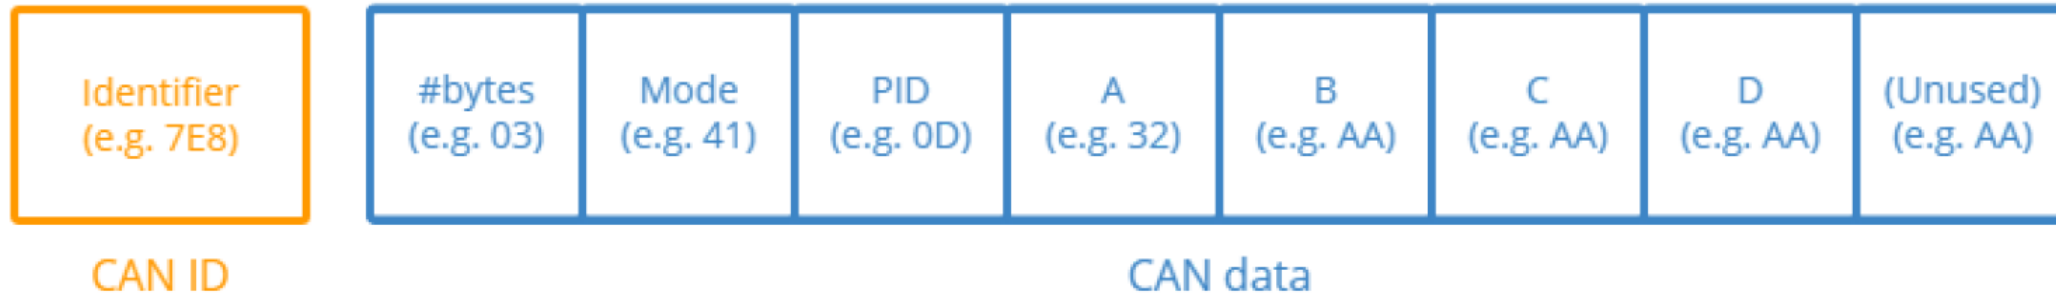 Identifier
(e.g. 7E8)
#bytes
(e.g. 03)
Mode
(e.g. 41)
PID
(e.g. 0D)
A
(e.g. 32)
B
(e.g. AA)
C
(e.g. AA)
D
(e.g. AA)
(Unused)
(e.g. AA)
CAN ID
CAN data